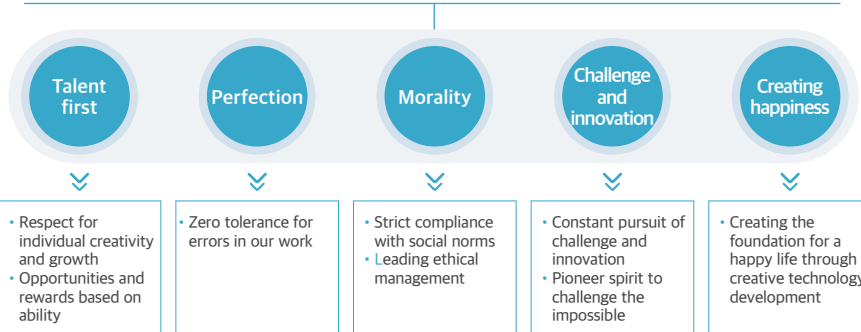 Talent
first
Perfection
Morality
Challenge
and
innovation
Creating
happiness
• Respect for
individual creativity
and growth
• Opportunities and
rewards based on
ability
• Zero tolerance for
errors in our work
• Strict compliance
with social norms
• Leading ethical
management
• Constant pursuit of
challenge and
innovation
• Pioneer spirit to
challenge the
impossible
• Creating the
foundation for a
happy life through
creative technology
development